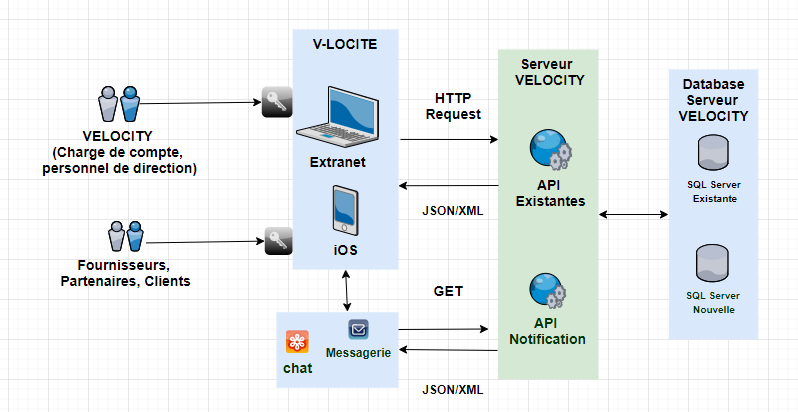 V-LOCITE
Serveur
VELOCITY
Database
Serveur
VELOCITY
HTTP
Request
VELOCITY
(Charge de compte,
personnel de direction)
Extranet
API
Existantes
SQL Server
Existante
JSON/XML
iOS
Fournisseurs,
Partenaires, Clients
GET
SQL Server
Nouvelle
API
Notification
Messagerie
chat
JSON/XML